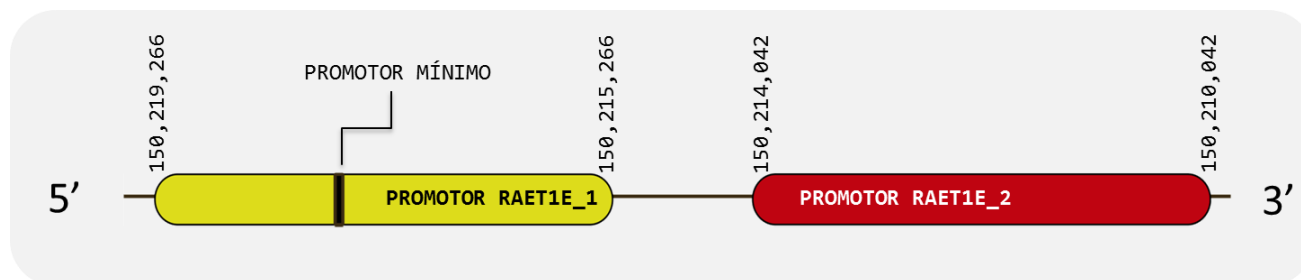 150,219,266
PROMOTOR MÍNIMO
150,215,266
150,214,042
150,210,042
5’
PROMOTOR RAET1E_1
PROMOTOR RAET1E_2
3’